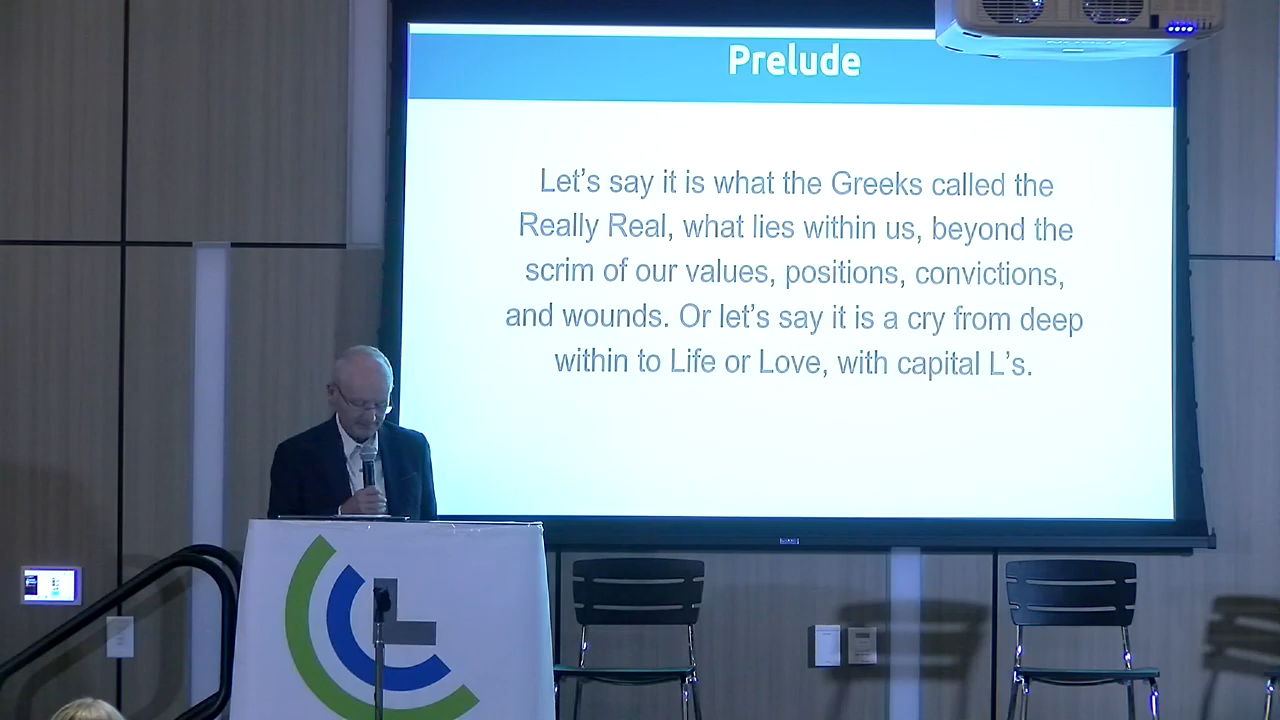 Prelude
Let's say it is what the Greeks called the
Really Real, what lies within us, beyond the
scrim of our values, positions, convictions,
and wounds. Or let's say it is a cry from deep
within to Life or Love, with capital L's.